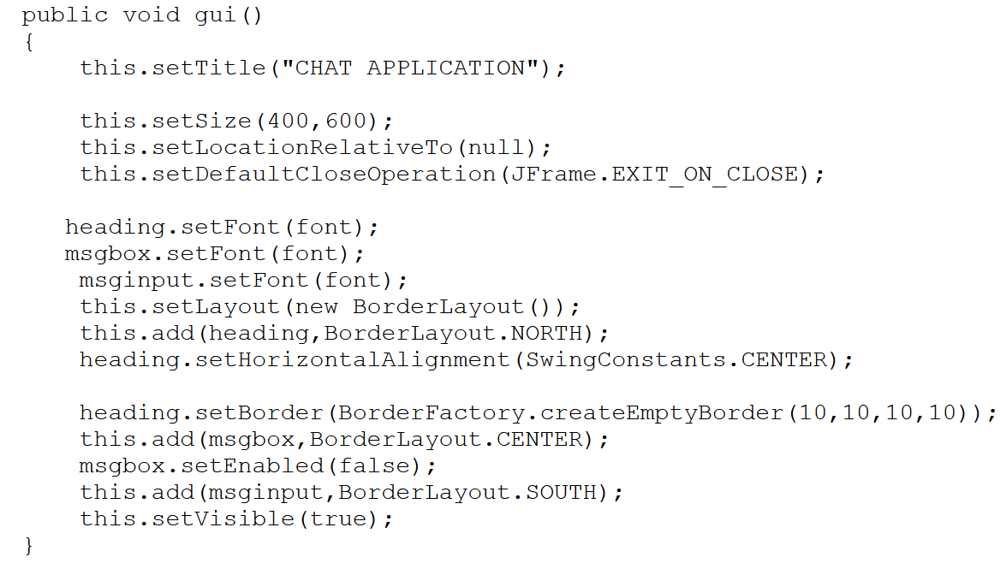 public void gui()
{
this.setTitle("CHAT APPLICATION");
this.setSize(400,600);
this.setLocationRelativeTo(null);
this.setDefaultCloseOperation(JFrame.EXIT_ON_CLOSE);
heading.setFont(font);
msgbox.setFont(font);
msginput.setFont(font);
this.setLayout(new BorderLayout());
this.add(heading,BorderLayout.NORTH);
heading.setHorizontalAlignment(SwingConstants.CENTER);
heading.setBorder(BorderFactory.createEmptyBorder(10,10,10,10));
this.add(msgbox,BorderLayout.CENTER);
msgbox.setEnabled(false);
this.add(msginput,BorderLayout.SOUTH);
this.setVisible(true);
}